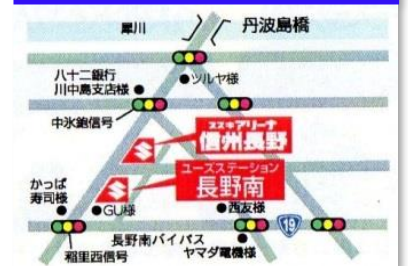 犀川
丹波島橋
八十二銀行
川中島支店様
ツルヤ様
中氷鉋信号
スズキアリーナ
信州長野
ユーズステーション
長野南
かっぱ
寿司様
GU様
西友様
19
長野南バイパス
ヤマダ電機様
稲里西信号